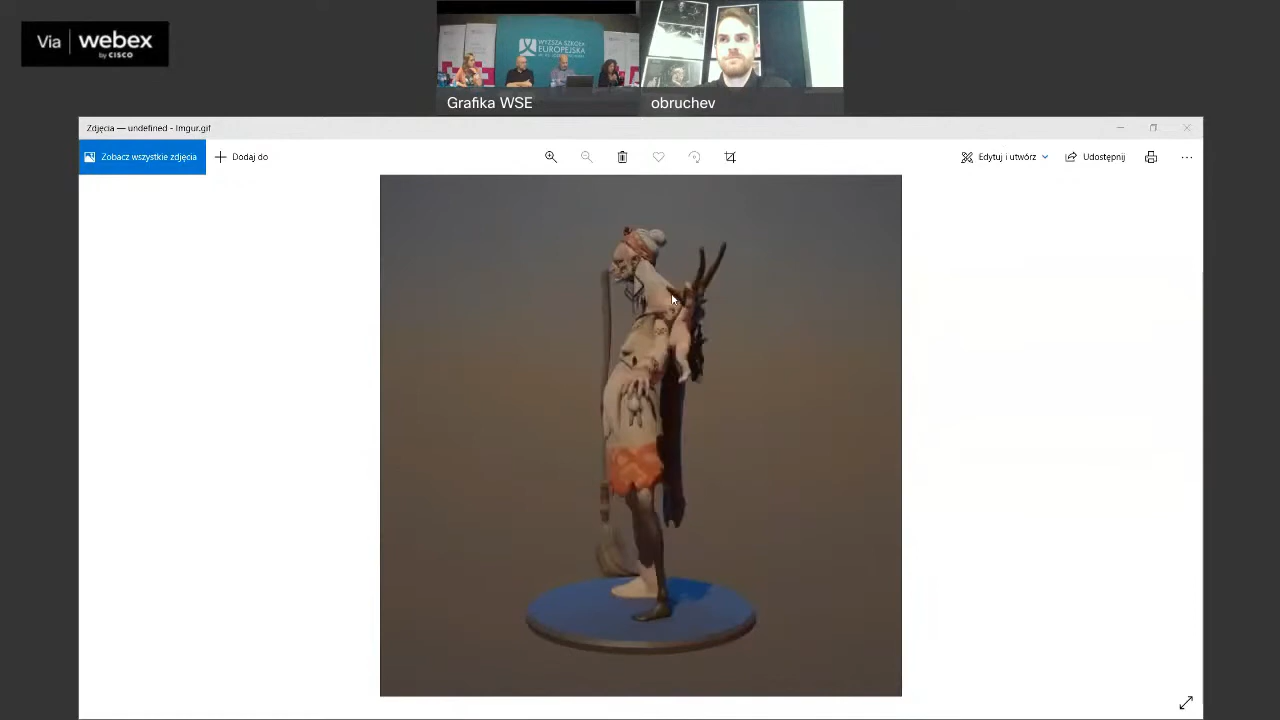 Via webex
by CISCO
WYŻSZA SZKOŁA
EUROPEJSKA
Grafika WSE
obruchev
Zdjęcia — undefined - Imgur.gif
Zobacz wszystkie zdjęcia
Dodaj do
Edytuj i utwórz
Udostępnij